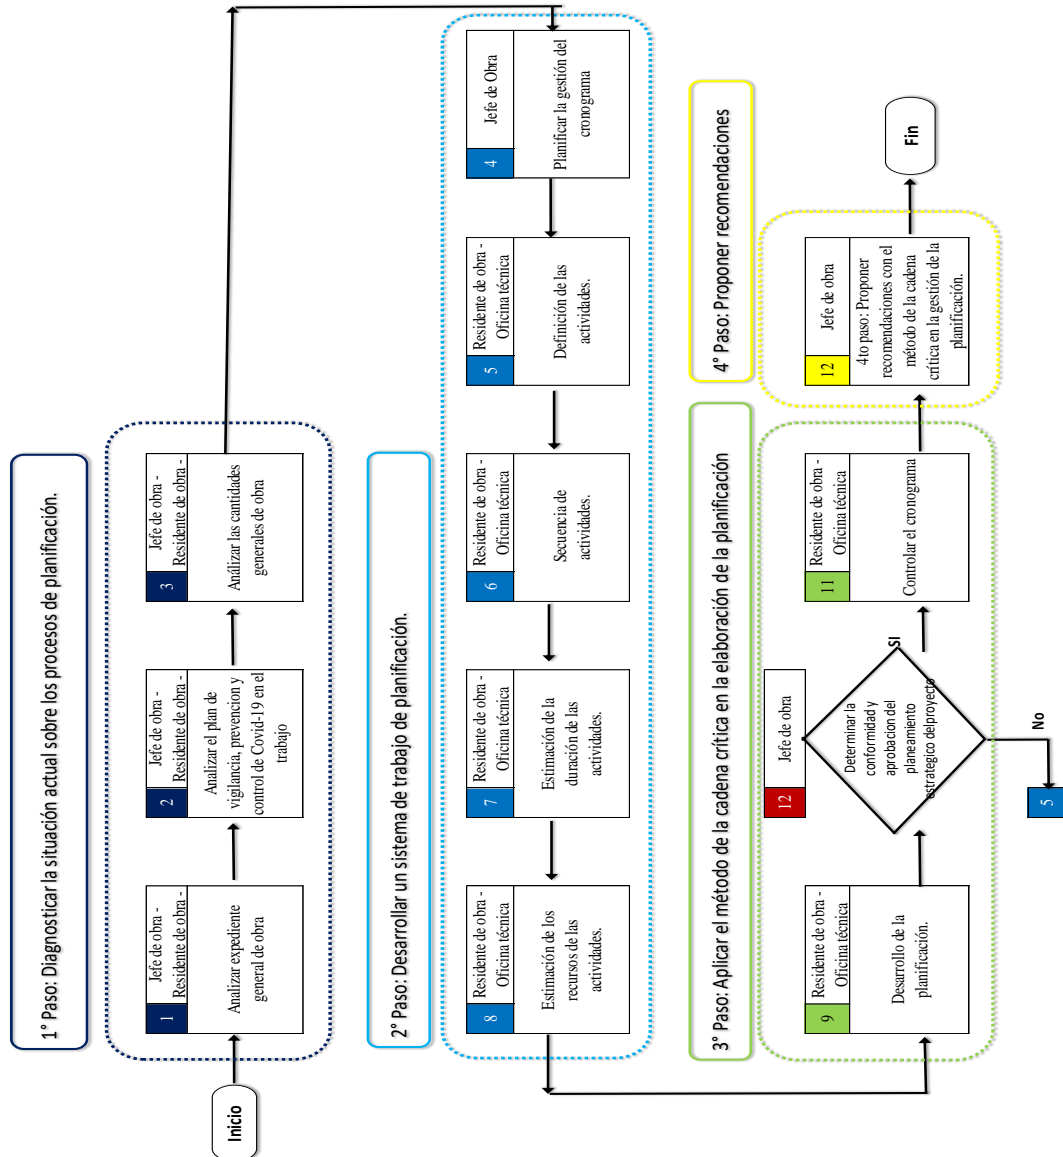 1° Paso: Diagnosticar la situación actual sobre los procesos de planificación.
Inicio
1
Jefe de obra -
Residente de obra -
Analizar expediente
general de obra
2
Jefe de obra -
Residente de obra -
Analizar el plan de
vigilancia, prevencion y
control de Covid-19 en el
trabajo
3
Jefe de obra -
Residente de obra -
Análizar las cantidades
generales de obra
2° Paso: Desarrollar un sistema de trabajo de planificación.
4
Jefe de Obra
Planificar la gestión del
cronograma
5
Residente de obra -
Oficina técnica
Definición de las
actividades.
6
Residente de obra -
Oficina técnica
Secuencia de
actividades.
7
Residente de obra -
Oficina técnica
Estimación de la
duración de las
actividades.
8
Residente de obra -
Oficina técnica
Estimación de los
recursos de las
actividades.
3° Paso: Aplicar el método de la cadena crítica en la elaboración de la planificación
9
Residente de obra -
Oficina técnica
Desarrollo de la
planificación.
12
Jefe de obra
Determinar la
conformidad y
aprobacion del
planeamiento
estrategico delproyecto
SI
No
5
11
Residente de obra -
Oficina técnica
Controlar el cronograma
4° Paso: Proponer recomendaciones
12
Jefe de obra
4to paso: Proponer
recomendaciones con el
método de la cadena
crítica en la gestión de la
planificación.
Fin